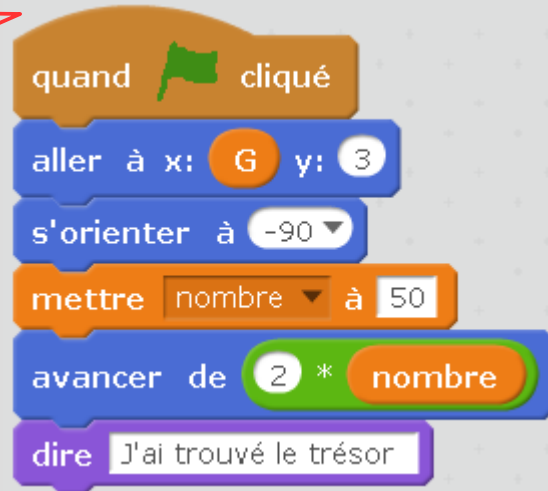 quand cliqué
aller à x: G y: 3
s'orienter à -90
mettre nombre à 50
avancer de 2 * nombre
dire J'ai trouvé le trésor